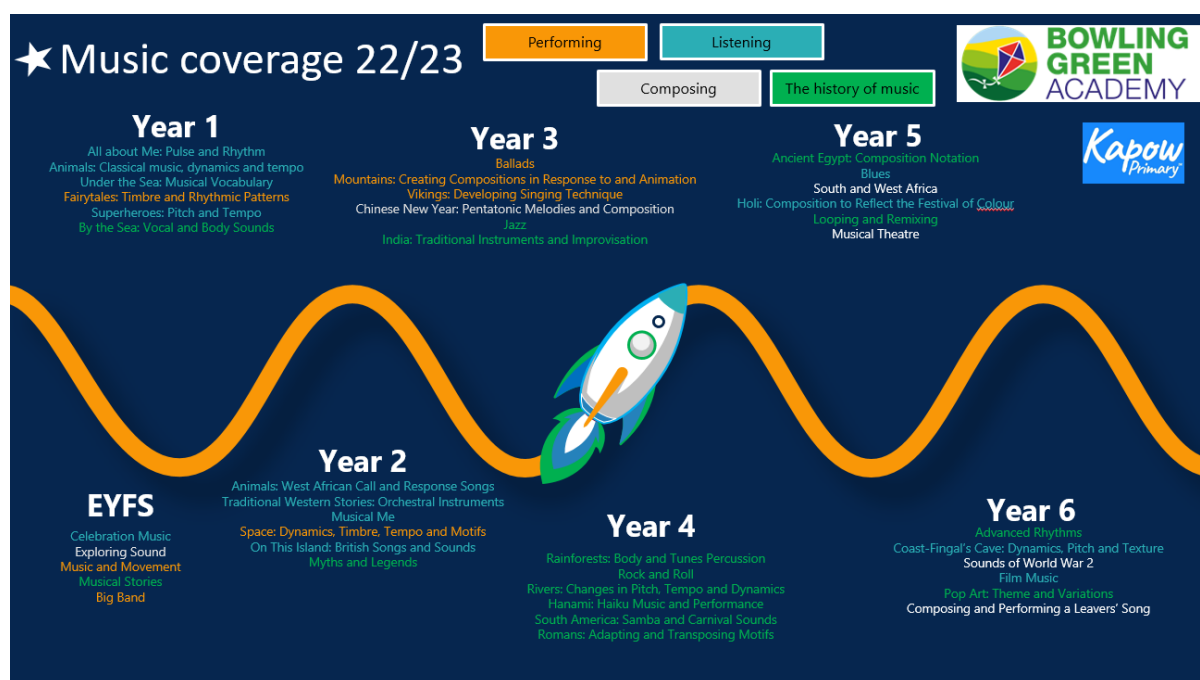 Music coverage 22/23
Performing
Listening
Composing
The history of music
BOWLING
GREEN
ACADEMY
Kapow
Primary
Year 1
All about Me: Pulse and Rhythm
Animals: Classical music, dynamics and tempo
Under the Sea: Musical Vocabulary
Fairytales: Timbre and Rhythmic Patterns
Superheroes: Pitch and Tempo
By the Sea: Vocal and Body Sounds
Year 3
Ballads
Mountains: Creating Compositions in Response to and Animation
Vikings: Developing Singing Technique
Chinese New Year: Pentatonic Melodies and Composition
Jazz
India: Traditional Instruments and Improvisation
Year 5
Ancient Egypt: Composition Notation
Blues
South and West Africa
Holi: Composition to Reflect the Festival of Colour
Looping and Remixing
Musical Theatre
EYFS
Celebration Music
Exploring Sound
Music and Movement
Musical Stories
Big Band
Year 2
Animals: West African Call and Response Songs
Traditional Western Stories: Orchestral Instruments
Musical Me
Space: Dynamics, Timbre, Tempo and Motifs
On This Island: British Songs and Sounds
Myths and Legends
Year 4
Rainforests: Body and Tunes Percussion
Rock and Roll
Rivers: Changes in Pitch, Tempo and Dynamics
Hanami: Haiku Music and Performance
South America: Samba and Carnival Sounds
Romans: Adapting and Transposing Motifs
Year 6
Advanced Rhythms
Coast-Fingal's Cave: Dynamics, Pitch and Texture
Sounds of World War 2
Film Music
Pop Art: Theme and Variations
Composing and Performing a Leavers' Song